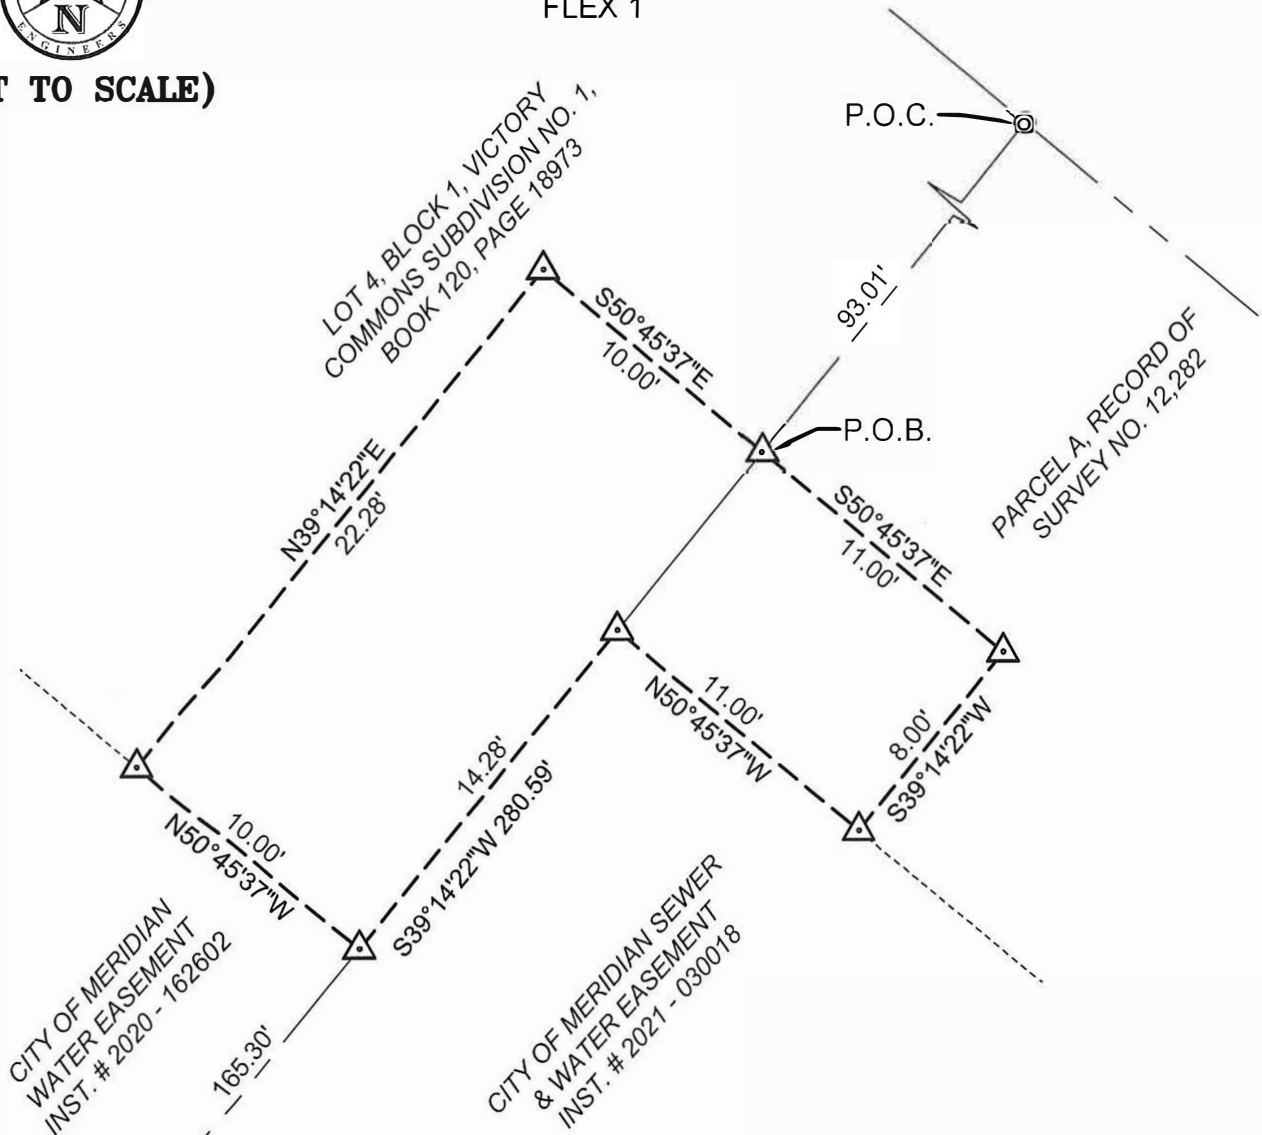 N
ENGINEERS
FLEX 1
TO SCALE)
P.O.C.
LOT 4, BLOCK 1, VICTORY
COMMONS SUBDIVISION NO. 1,
BOOK 120, PAGE 18973
93.01'
S50°45'37"E
10.00'
P.O.B.
PARCEL A, RECORD OF
SURVEY NO. 12,282
N39°14'22"E
22.28'
S50°45'37"E
11.00'
11.00'
N50°45'37"W
8.00'
S39°14'22"W
14.28'
S39°14'22"W 280.59'
10.00'
N50°45'37"W
CITY OF MERIDIAN
WATER EASEMENT
INST. # 2020 - 162602
CITY OF MERIDIAN SEWER
& WATER EASEMENT
INST. # 2021 - 030018
165.30'